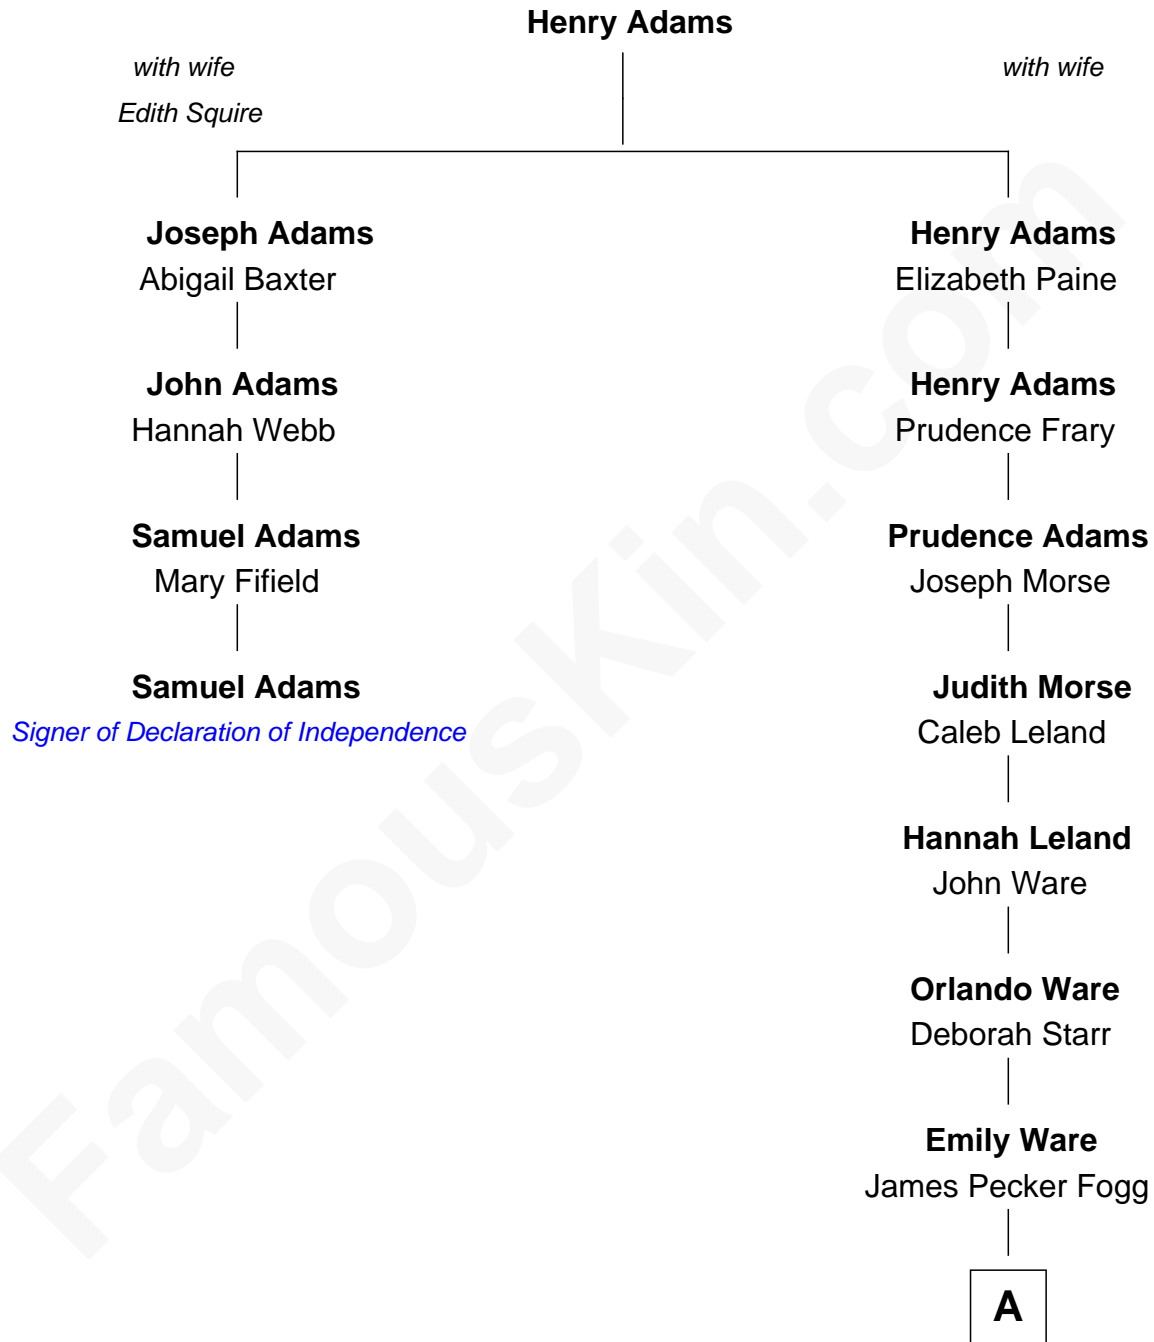 Henry Adams
with wife
Edith Squire
with wife
Joseph Adams
Abigail Baxter
John Adams
Hannah Webb
Samuel Adams
Mary Fifield
Samuel Adams
Signer of Declaration of Independence
Henry Adams
Elizabeth Paine
Henry Adams
Prudence Frary
Prudence Adams
Joseph Morse
Judith Morse
Caleb Leland
Hannah Leland
John Ware
Orlando Ware
Deborah Starr
Emily Ware
James Pecker Fogg
A
FamousKin.com